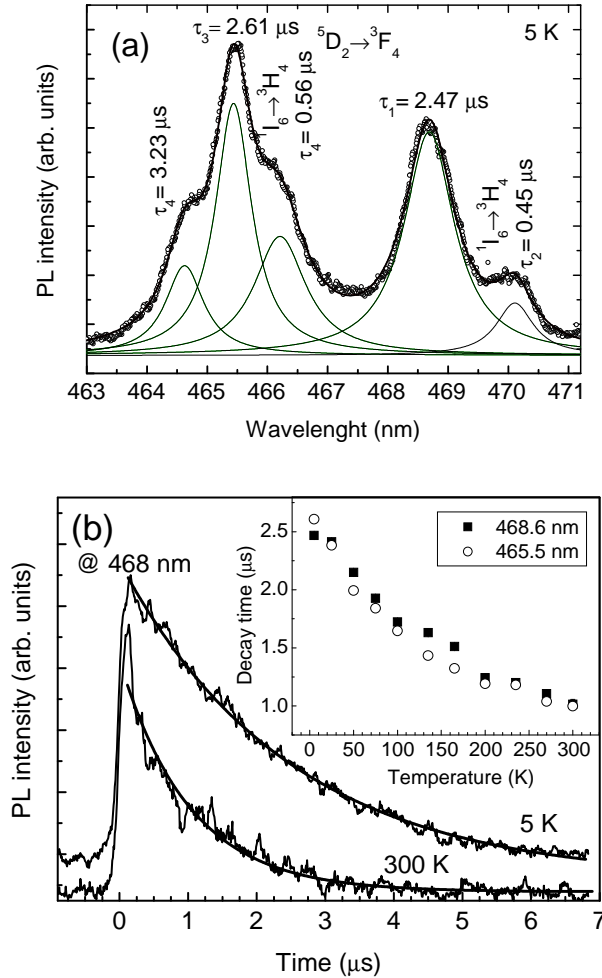 (a)
τ3= 2.61 μs
⁵D₂→³F₄
5 K
¹I₆→³H₄
τ4= 0.56 μs
τ4= 3.23 μs
τ1= 2.47 μs
¹I₆→³H₄
τ2= 0.45 μs
PL intensity (arb. units)
463 464 465 466 467 468 469 470 471
Wavelenght (nm)
(b)
@ 468 nm
468.6 nm
465.5 nm
Decay time (μs)
2.5
2.0
1.5
1.0
0 50 100 150 200 250 300
Temperature (K)
5 K
300 K
PL intensity (arb. units)
0 1 2 3 4 5 6 7
Time (μs)